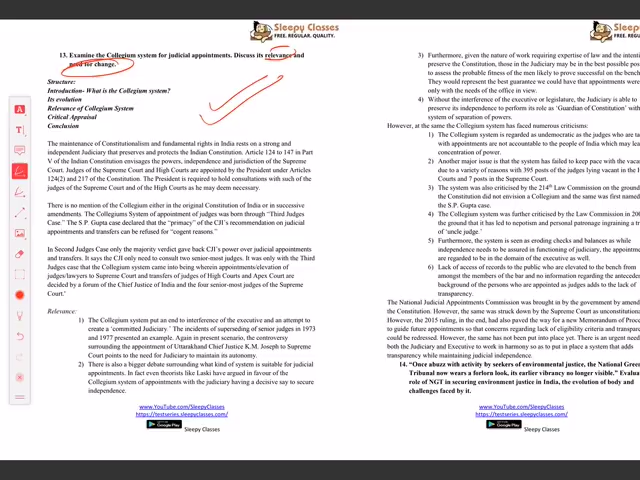 Sleepy Classes
FREE. REGULAR. QUALITY.
13. Examine the Collegium system for judicial appointments. Discuss its relevance and
need for change.
Structure:
Introduction- What is the Collegium system?
Its evolution
Relevance of Collegium System
Critical Appraisal
Conclusion
The maintenance of Constitutionalism and fundamental rights in India rests on a strong and
independent Judiciary that preserves and protects the Indian Constitution. Article 124 to 147 in Part
V of the Indian Constitution envisages the powers, independence and jurisdiction of the Supreme
Court. Judges of the Supreme Court and High Courts are appointed by the President under Articles
124(2) and 217 of the Constitution. The President is required to hold consultations with such of the
judges of the Supreme Court and of the High Courts as he may deem necessary.
There is no mention of the Collegium either in the original Constitution of India or in successive
amendments. The Collegiums System of appointment of judges was born through "Third Judges
Case." The S.P. Gupta case declared that the "primacy" of the CJI's recommendation on judicial
appointments and transfers can be refused for "cogent reasons."
In Second Judges Case only the majority verdict gave back CJI's power over judicial appointments
and transfers. It says the CJI only need to consult two senior-most judges. It was only with the Third
Judges case that the Collegium system came into being wherein appointments/elevation of
judges/lawyers to Supreme Court and transfers of judges of High Courts and Apex Court are
decided by a forum of the Chief Justice of India and the four senior-most judges of the Supreme
Court.'
Relevance:
1) The Collegium system put an end to interference of the executive and an attempt to
create a 'committed Judiciary.' The incidents of superseding of senior judges in 1973
and 1977 present an example. Again in present scenario, the controversy
surrounding the appointment of Uttarakhand Chief Justice K.M. Joseph to Supreme
Court points to the need for Judiciary to maintain its autonomy.
2) There is also a bigger debate surrounding what kind of system is suitable for judicial
appointments. In fact even theorists like Laski have argued in favour of the
Collegium system of appointments with the judiciary having a decisive say to secure
independence.
www.YouTube.com/SleepyClasses
https://testseries.sleepyclasses.com/
Google Play
Sleepy Classes
Sleepy Classes
FREE. REGULAR. QUALITY.
3) Furthermore, given the nature of work requiring expertise of law and the intenti
preserve the Constitution, those in the Judiciary may be in the best possible pos
to assess the probable fitness of the men likely to prove successful on the bench
They would represent the best guarantee we could have that appointments were
only with the needs of the office in view.
4) Without the interference of the executive or legislature, the Judiciary is able to
preserve its independence to perform its role as 'Guardian of Constitution' with
system of separation of powers.
However, at the same the Collegium system has faced numerous criticisms:
1) The Collegium system is regarded as undemocratic as the judges who are ta
with appointments are not accountable to the people of India which may lea
concentration of power.
2) Another major issue is that the system has failed to keep pace with the vacan
due to a variety of reasons with 395 posts of the judges lying vacant in the H
Courts and 7 posts in the Supreme Court.
3) The system was also criticised by the 214th Law Commission on the ground
the Constitution did not envision a Collegium and the same was first named
the S.P. Gupta case.
4) The Collegium system was further criticised by the Law Commission in 200
the ground that it has led to nepotism and personal patronage ingraining a tr
of 'uncle judge.'
5) Furthermore, the system is seen as eroding checks and balances as while
independence needs to be assured in functioning of judiciary, the appointme
are regarded to be in the domain of the executive as well.
6) Lack of access of records to the public who are elevated to the bench from
amongst the members of the bar and no information regarding the anteceder
background of the persons who are appointed as judges adds to the lack of
transparency.
The National Judicial Appointments Commission was brought in by the government by amend
the Constitution. However, the same was struck down by the Supreme Court as unconstitution
However, the 2015 ruling, in the end, had also paved the way for a new Memorandum of Proced
to guide future appointments so that concerns regarding lack of eligibility criteria and transpar
could be redressed. However, the same has not been put in place yet. There is an urgent need
both the Judiciary and Executive to work in harmony so as to put in place a system that adds
transparency while maintaining judicial independence.
14. "Once abuzz with activity by seekers of environmental justice, the National Green
Tribunal now wears a forlorn look, its earlier vibrancy no longer visible." Evalua
role of NGT in securing environment justice in India, the evolution of body and
challenges faced by it.
www.YouTube.com/SleepyClasses
https://testseries.sleepyclasses.com/
Google Play
Sleepy Classes